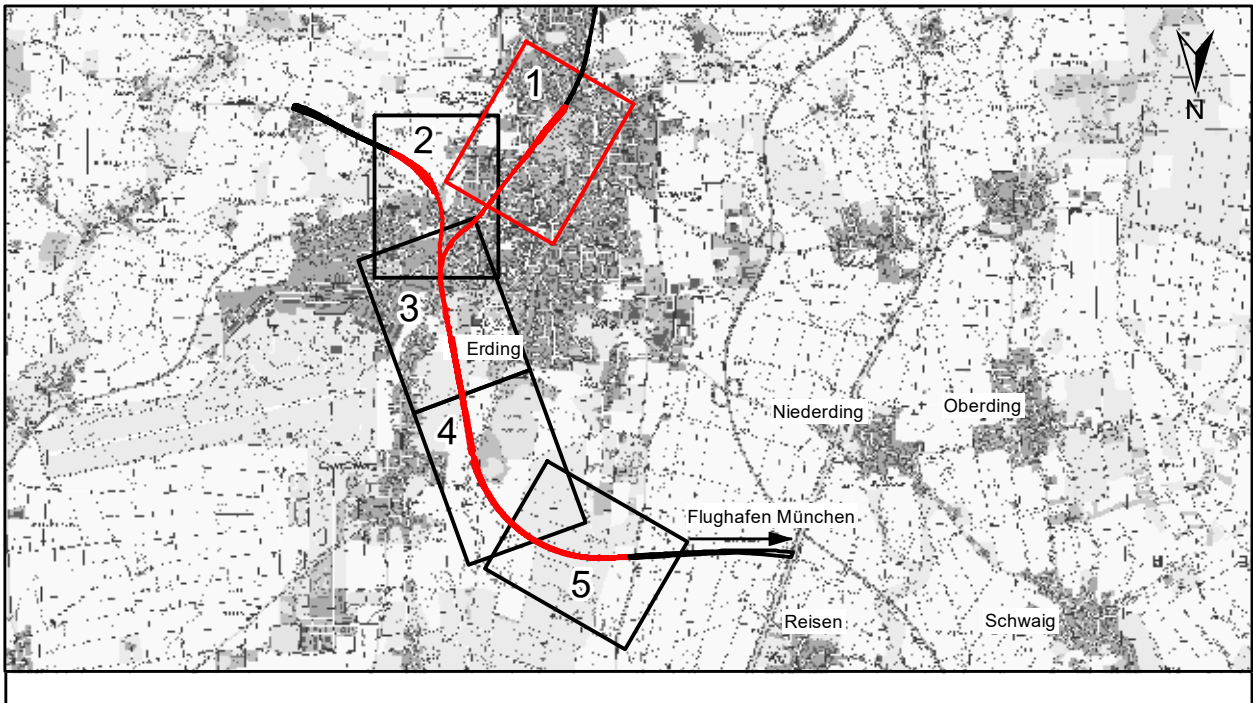 1
N
2
3
Erding
Niederding
Oberding
4
Flughafen München
5
Reisen
Schwaig